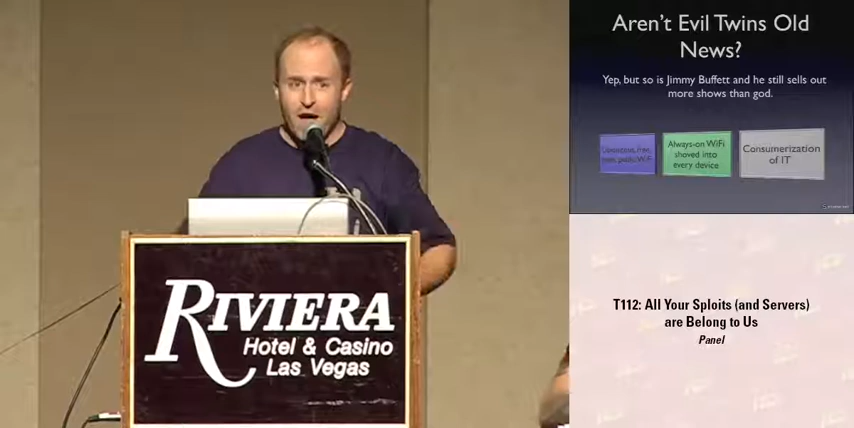 Aren't Evil Twins Old
News?
Yep, but so is Jimmy Buffett and he still sells out
more shows than god.
Always-on WiFi
shoved into
every device
Consumerization
of IT
T112: All Your Sploits (and Servers)
are Belong to Us
Panel
RIVIERA
Hotel & Casino
Las Vegas